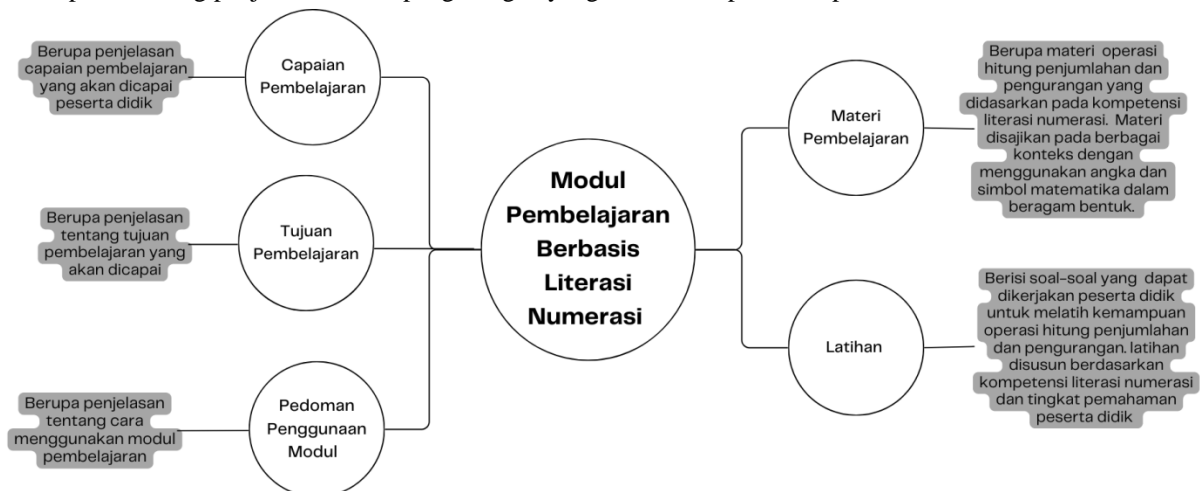 Berupa penjelasan
capaian pembelajaran
yang akan dicapai
peserta didik
Capaian
Pembelajaran
Berupa penjelasan
tentang tujuan
pembelajaran yang
akan dicapai
Tujuan
Pembelajaran
Berupa penjelasan
tentang cara
menggunakan modul
pembelajaran
Pedoman
Penggunaan
Modul
Modul
Pembelajaran
Berbasis
Literasi
Numerasi
Materi
Pembelajaran
Berupa materi operasi
hitung penjumlahan dan
pengurangan yang
didasarkan pada kompetensi
literasi numerasi. Materi
disajikan pada berbagai
konteks dengan
menggunakan angka dan
simbol matematika dalam
beragam bentuk.
Latihan
Berisi soal-soal yang dapat
dikerjakan peserta didik
untuk melatih kemampuan
operasi hitung penjumlahan
dan pengurangan. latihan
disusun berdasarkan
kompetensi literasi numerasi
dan tingkat pemahaman
peserta didik